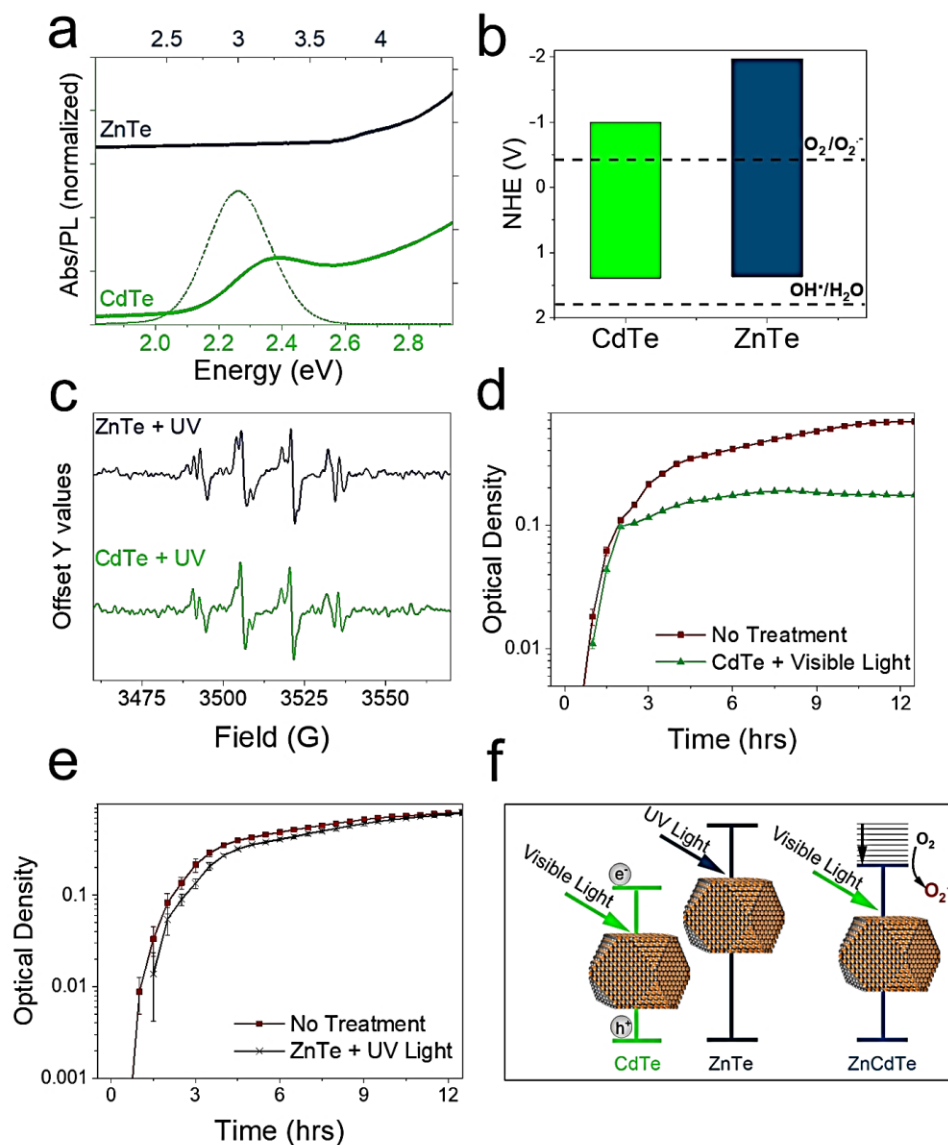 a
2.5 3 3.5 4
Abs/PL (normalized)
ZnTe
CdTe
2.0 2.2 2.4 2.6 2.8
Energy (eV)
b
NHE (V)
-2
-1
0
1
2
O₂/O₂·⁻
OH•/H₂O
CdTe ZnTe
c
Offset Y values
ZnTe + UV
CdTe + UV
3475 3500 3525 3550
Field (G)
d
Optical Density
0.1
0.01
No Treatment
CdTe + Visible Light
0 3 6 9 12
Time (hrs)
e
Optical Density
0.1
0.01
0.001
No Treatment
ZnTe + UV Light
0 3 6 9 12
Time (hrs)
f
Visible Light
e⁻
h⁺
CdTe
UV Light
ZnTe
Visible Light
O₂
O₂⁻
ZnCdTe